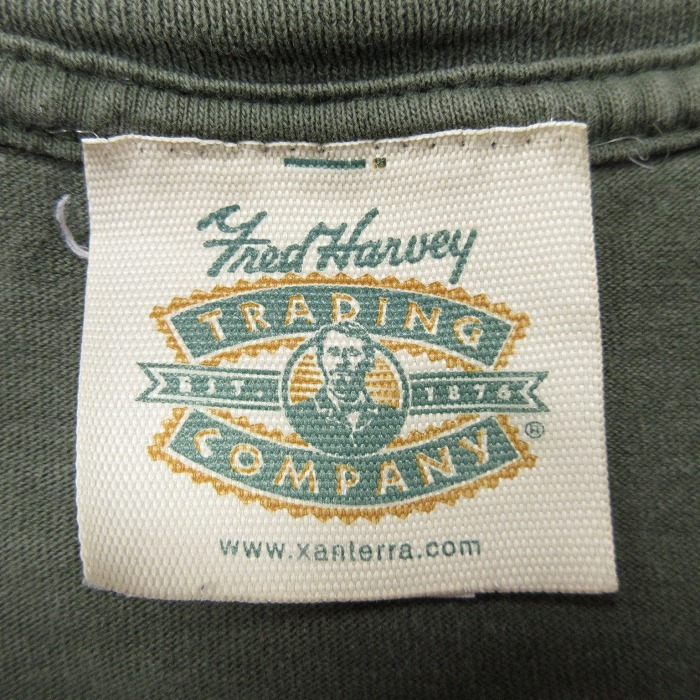 Fred Harvey
TRADING
EST. 1876
COMPANY ®
www.xanterra.com